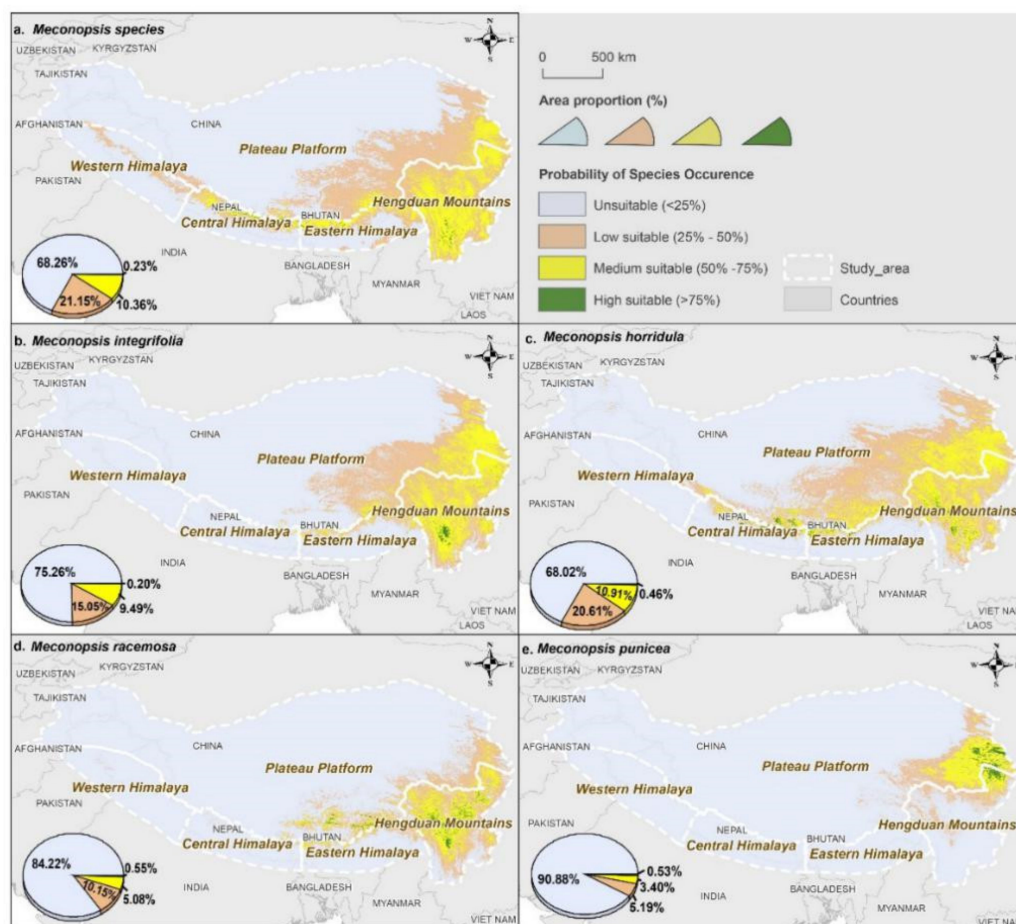 a. Meconopsis species
UZBEKISTAN
KYRGYZSTAN
TAJIKISTAN
AFGHANISTAN
CHINA
Plateau Platform
Western Himalaya
PAKISTAN
Hengduan Mountains
NEPAL
BHUTAN
Central Himalaya
Eastern Himalaya
INDIA
BANGLADESH
MYANMAR
VIET NAM
LAOS
68.26%
0.23%
21.15%
10.36%
N
W E
S
0 500 km
Area proportion (%)
Probability of Species Occurence
Unsuitable (<25%)
Low suitable (25% - 50%)
Medium suitable (50% -75%)
High suitable (>75%)
Study_area
Countries
b. Meconopsis integrifolia
UZBEKISTAN
KYRGYZSTAN
TAJIKISTAN
AFGHANISTAN
CHINA
Plateau Platform
Western Himalaya
PAKISTAN
Hengduan Mountains
NEPAL
BHUTAN
Central Himalaya
Eastern Himalaya
INDIA
BANGLADESH
MYANMAR
VIET NAM
LAOS
75.26%
0.20%
15.05%
9.49%
N
W E
S
c. Meconopsis horridula
UZBEKISTAN
KYRGYZSTAN
TAJIKISTAN
AFGHANISTAN
CHINA
Plateau Platform
Western Himalaya
PAKISTAN
Hengduan Mountains
NEPAL
BHUTAN
Central Himalaya
Eastern Himalaya
INDIA
BANGLADESH
MYANMAR
VIET NAM
LAOS
68.02%
10.91%
0.46%
20.61%
N
W E
S
d. Meconopsis racemosa
UZBEKISTAN
KYRGYZSTAN
TAJIKISTAN
AFGHANISTAN
CHINA
Plateau Platform
Western Himalaya
PAKISTAN
Hengduan Mountains
NEPAL
BHUTAN
Central Himalaya
Eastern Himalaya
INDIA
BANGLADESH
MYANMAR
VIET NAM
84.22%
0.55%
10.15%
5.08%
N
W E
S
e. Meconopsis punicea
UZBEKISTAN
KYRGYZSTAN
TAJIKISTAN
AFGHANISTAN
CHINA
Plateau Platform
Western Himalaya
PAKISTAN
Hengduan Mountains
NEPAL
BHUTAN
Central Himalaya
Eastern Himalaya
INDIA
BANGLADESH
MYANMAR
VIET NAM
90.88%
0.53%
3.40%
5.19%
N
W E
S